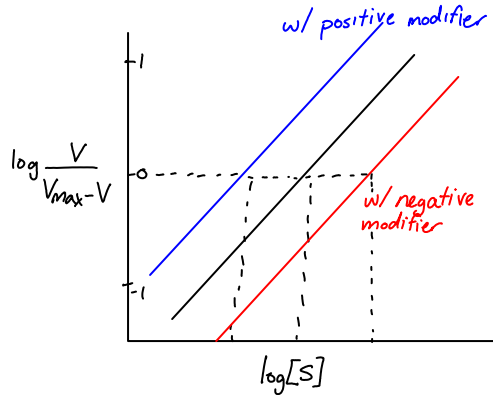 w/ positive modifier
1
log V
Vmax-V
0
w/ negative
modifier
-1
log[S]